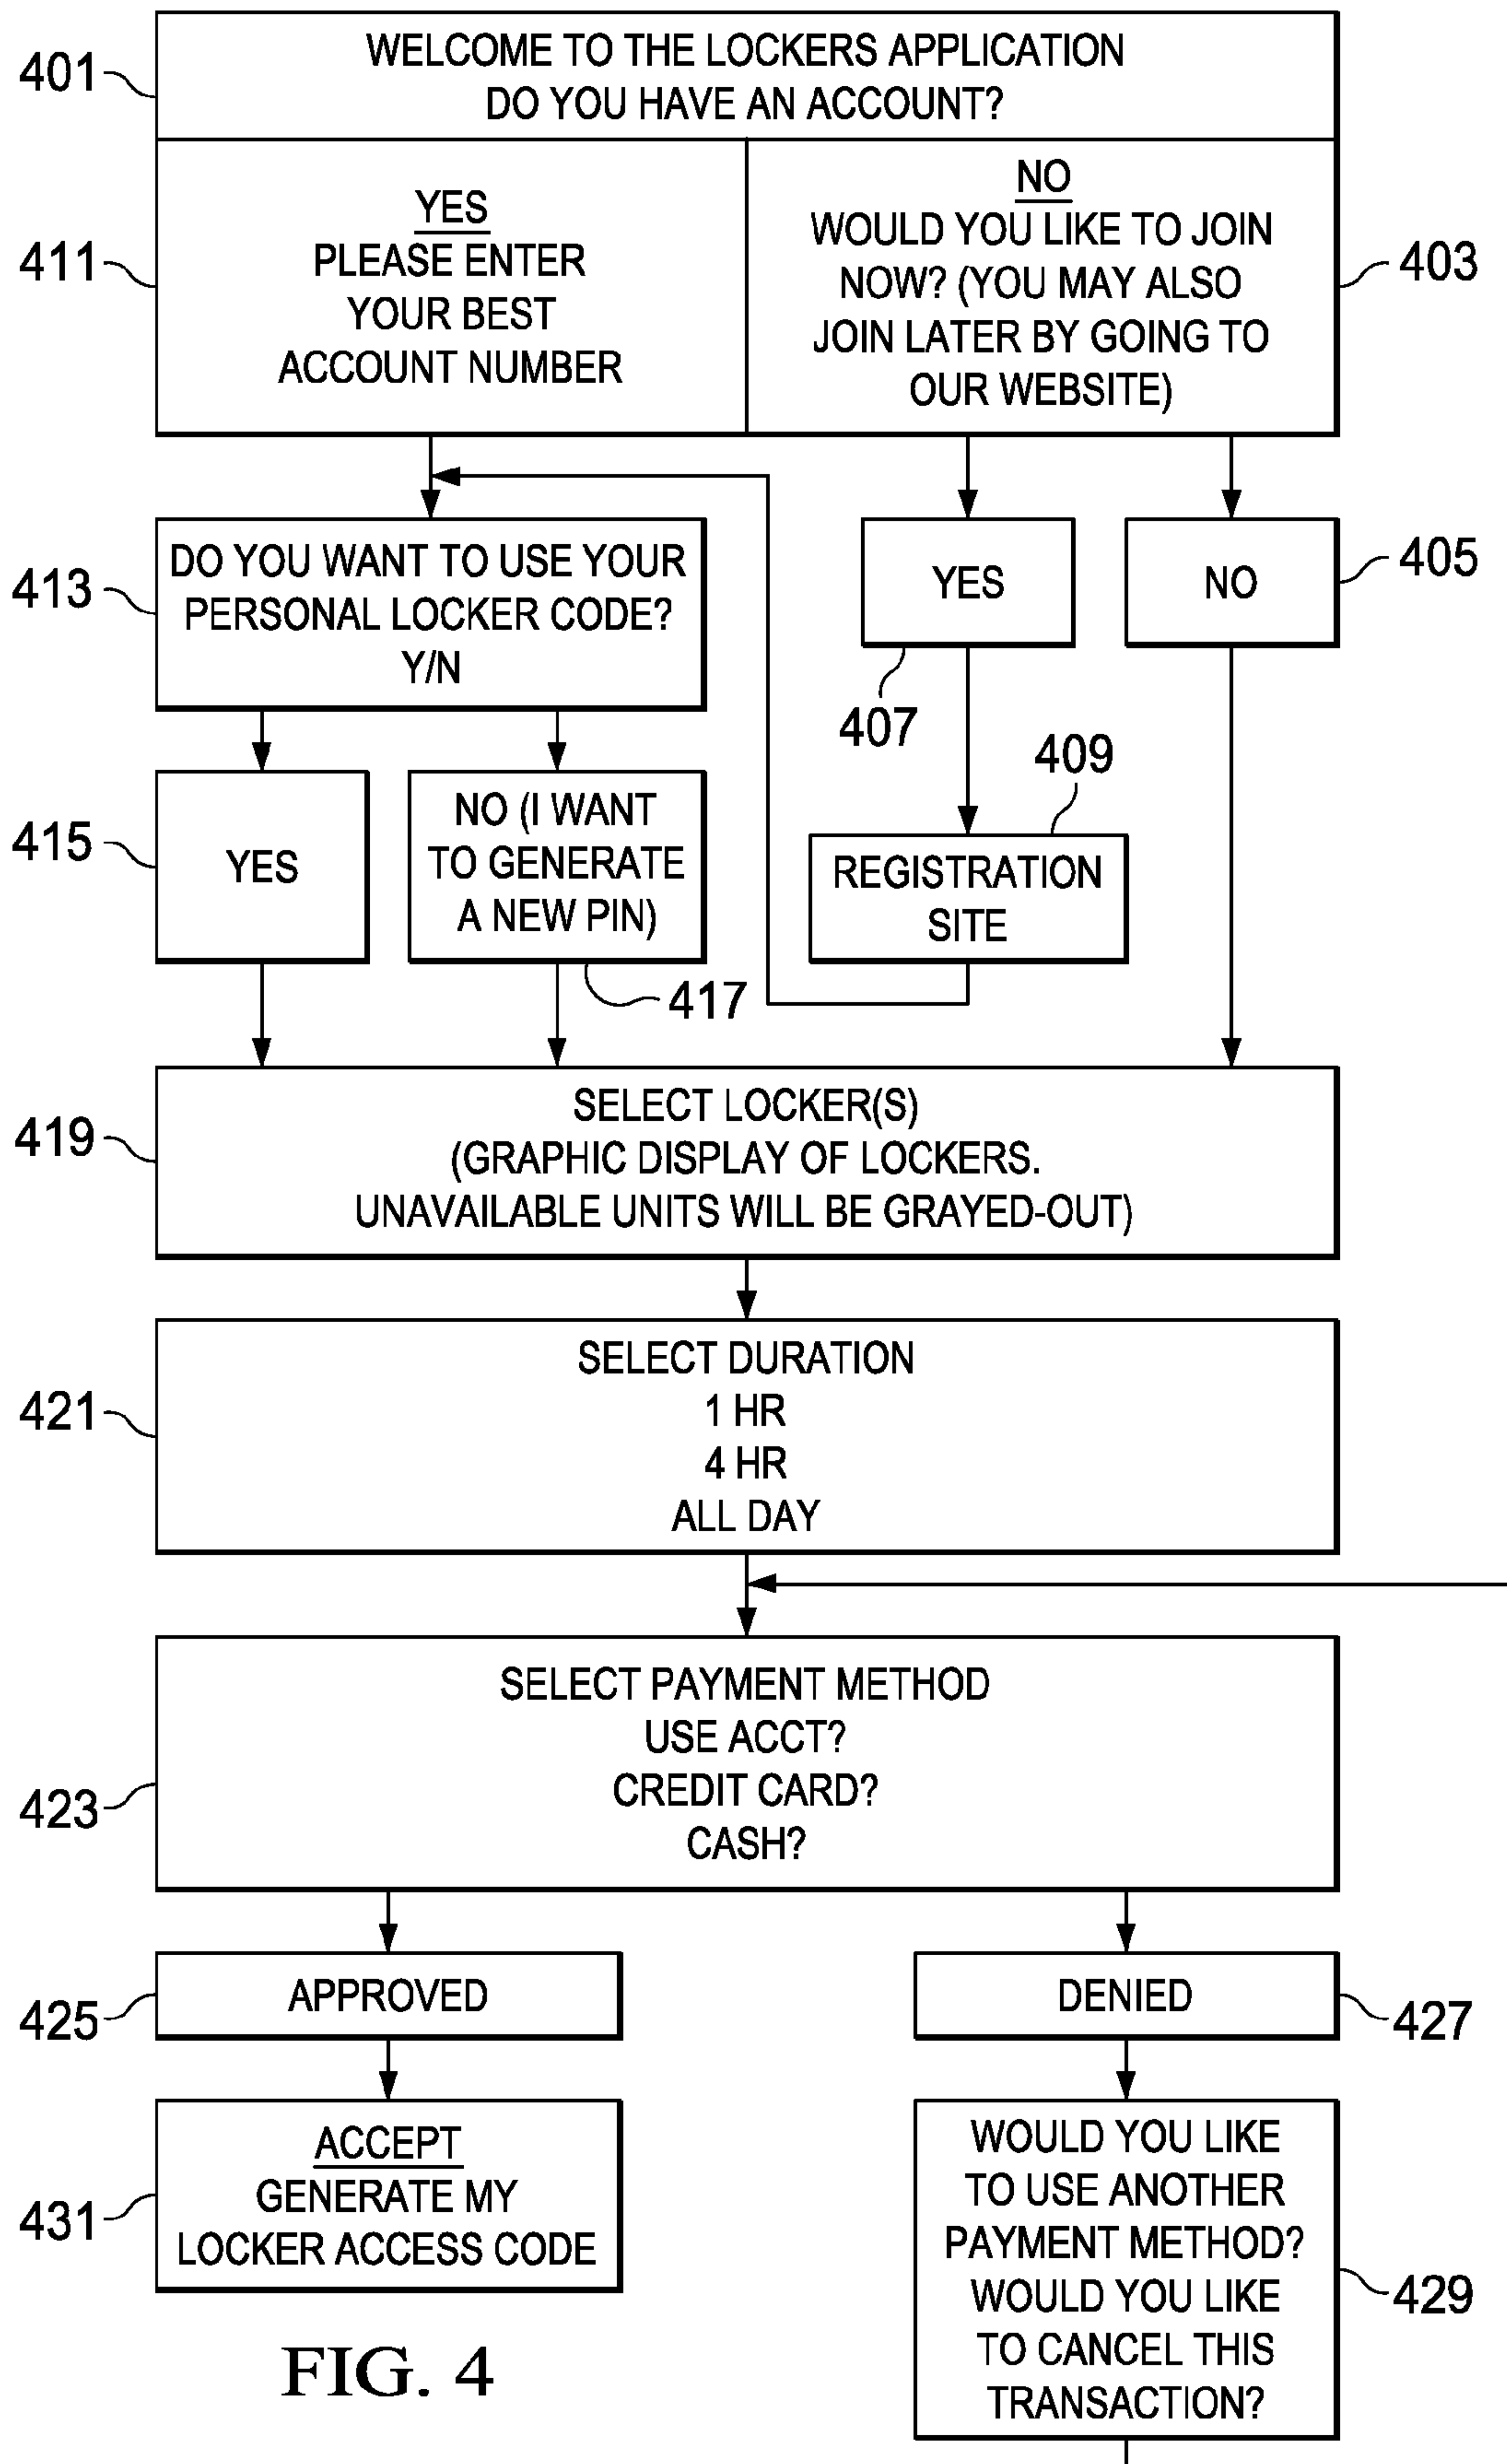 401
WELCOME TO THE LOCKERS APPLICATION
DO YOU HAVE AN ACCOUNT?
411
YES
PLEASE ENTER
YOUR BEST
ACCOUNT NUMBER
NO
WOULD YOU LIKE TO JOIN
NOW? (YOU MAY ALSO
JOIN LATER BY GOING TO
OUR WEBSITE)
403
413
DO YOU WANT TO USE YOUR
PERSONAL LOCKER CODE?
Y/N
YES
407
NO
405
415
YES
NO (I WANT
TO GENERATE
A NEW PIN)
417
409
REGISTRATION
SITE
419
SELECT LOCKER(S)
(GRAPHIC DISPLAY OF LOCKERS.
UNAVAILABLE UNITS WILL BE GRAYED-OUT)
421
SELECT DURATION
1 HR
4 HR
ALL DAY
423
SELECT PAYMENT METHOD
USE ACCT?
CREDIT CARD?
CASH?
425
APPROVED
DENIED
427
431
ACCEPT
GENERATE MY
LOCKER ACCESS CODE
WOULD YOU LIKE
TO USE ANOTHER
PAYMENT METHOD?
WOULD YOU LIKE
TO CANCEL THIS
TRANSACTION?
429
FIG. 4